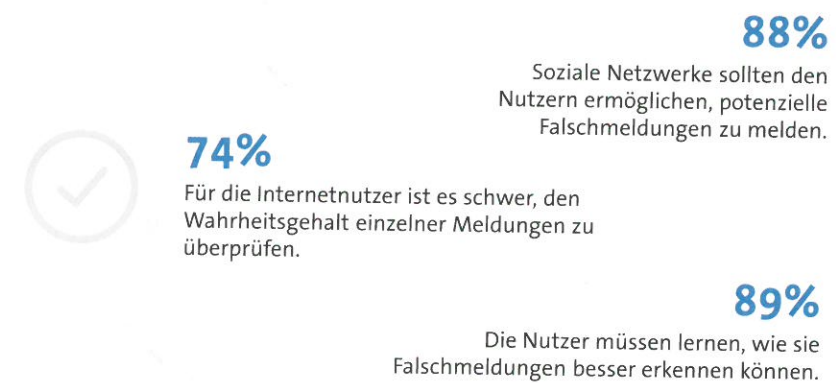 88%
Soziale Netzwerke sollten den
Nutzern ermöglichen, potenzielle
Falschmeldungen zu melden.
74%
Für die Internetnutzer ist es schwer, den
Wahrheitsgehalt einzelner Meldungen zu
überprüfen.
89%
Die Nutzer müssen lernen, wie sie
Falschmeldungen besser erkennen können.